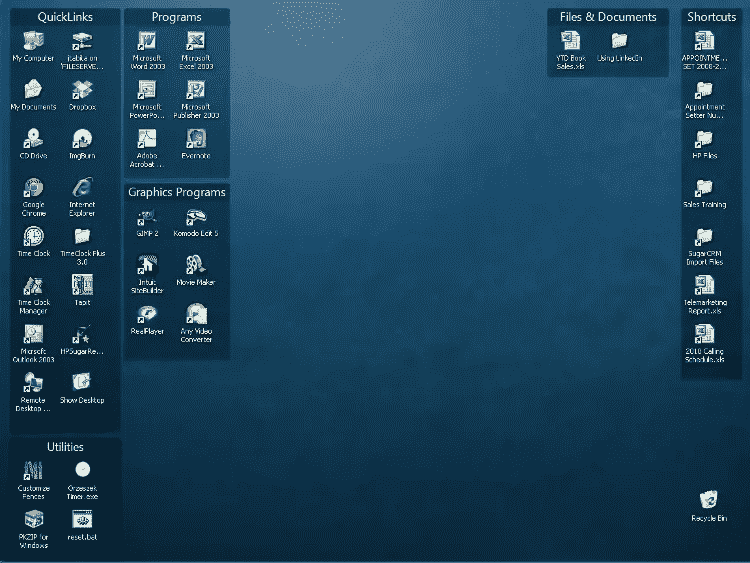 QuickLinks
My Computer
jtabita on
'FILESERVE...
My Documents
Dropbox
CD Drive
ImgBurn
Google
Chrome
Internet
Explorer
Time Clock
TimeClock Plus
3.0
Time Clock
Manager
TapIt
Microsoft
Outlook 2003
HPSugarRe...
Remote
Desktop ...
Show Desktop
Utilities
Customize
Fences
Orzeszek
Timer.exe
PKZIP for
Windows
reset.bat
Programs
Microsoft
Word 2003
Microsoft
Excel 2003
Microsoft
PowerPo...
Microsoft
Publisher 2003
Adobe
Acrobat ...
Evernote
Graphics Programs
GIMP 2
Komodo Edit 5
Intuit
SiteBuilder
Movie Maker
RealPlayer
Any Video
Converter
Files & Documents
YTD Book
Sales.xls
Using LinkedIn
Shortcuts
APPOINTME...
SET 2008-2...
Appointment
Setter Nu...
HP Files
Sales Training
SugarCRM
Import Files
Telemarketing
Report.xls
2010 Calling
Schedule.xls
Recycle Bin